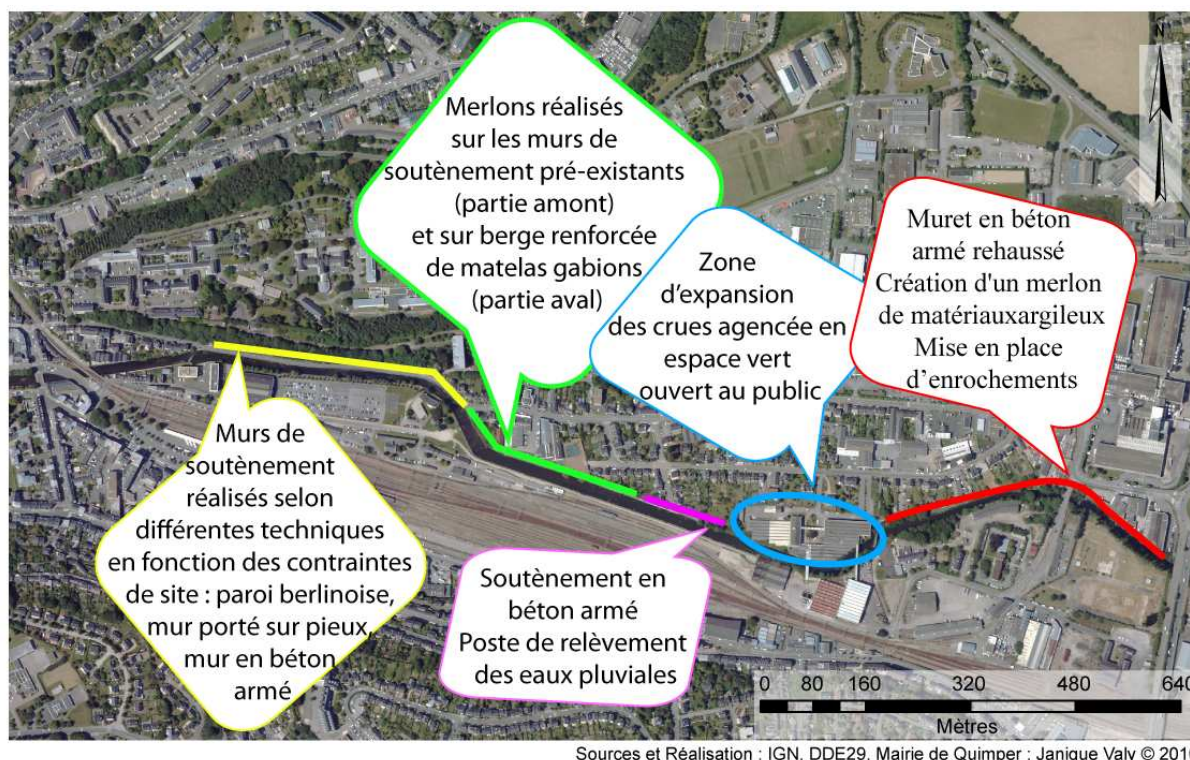 Merlons réalisés
sur les murs de
soutènement pré-existants
(partie amont)
et sur berge renforcée
de matelas gabions
(partie aval)
Zone
d'expansion
des crues agencée en
espace vert
ouvert au public
Muret en béton
armé rehaussé
Création d'un merlon
de matériauxargileux
Mise en place
d'enrochements
Murs de
soutènement
réalisés selon
différentes techniques
en fonction des contraintes
de site : paroi berlinoise,
mur porté sur pieux,
mur en béton
armé
Soutènement en
béton armé
Poste de relèvement
des eaux pluviales
N
0 80 160 320 480 640
Mètres
Sources et Réalisation : IGN, DDE29, Mairie de Quimper ; Janique Valy © 2010